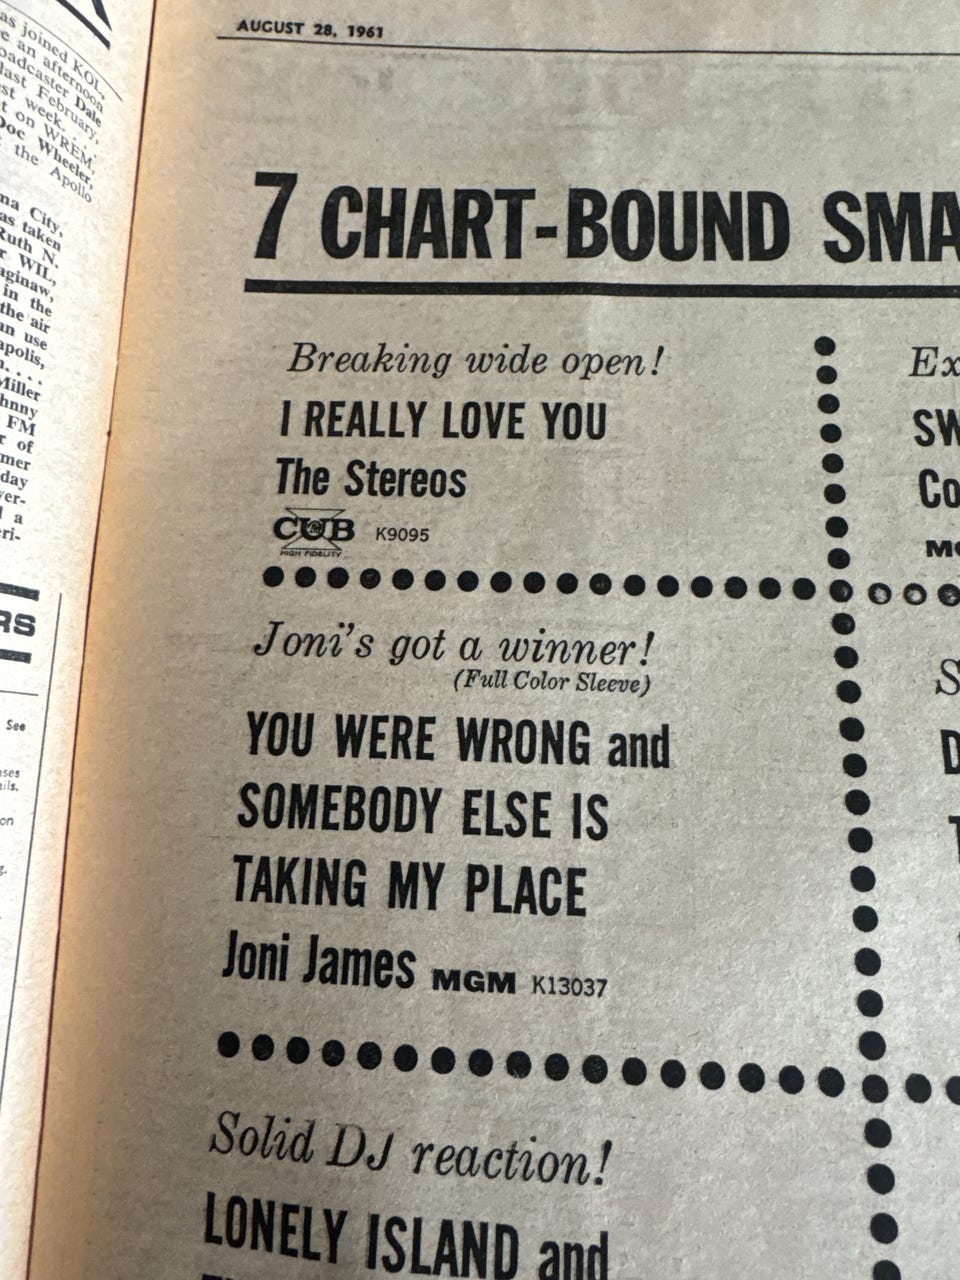 as joined KOL,
an afternoon
oadcaster Dale
last February,
est week. . . .
t on WREM,
Doc Wheeler,
the Apollo
ma City,
as taken
Ruth N.
r WIL,
aginaw,
in the
the air
an use
apolis,
Miller
hnny
FM
r of
mer
day
ver-
a
eri-
RS
See
ses
ails.
on
AUGUST 28, 1961
7 CHART-BOUND SMA
Breaking wide open!
I REALLY LOVE YOU
The Stereos
CUB K9095
HIGH FIDELITY
Joni's got a winner!
(Full Color Sleeve)
YOU WERE WRONG and
SOMEBODY ELSE IS
TAKING MY PLACE
Joni James MGM K13037
Solid DJ reaction!
LONELY ISLAND and
Ex
SW
Co
S
D